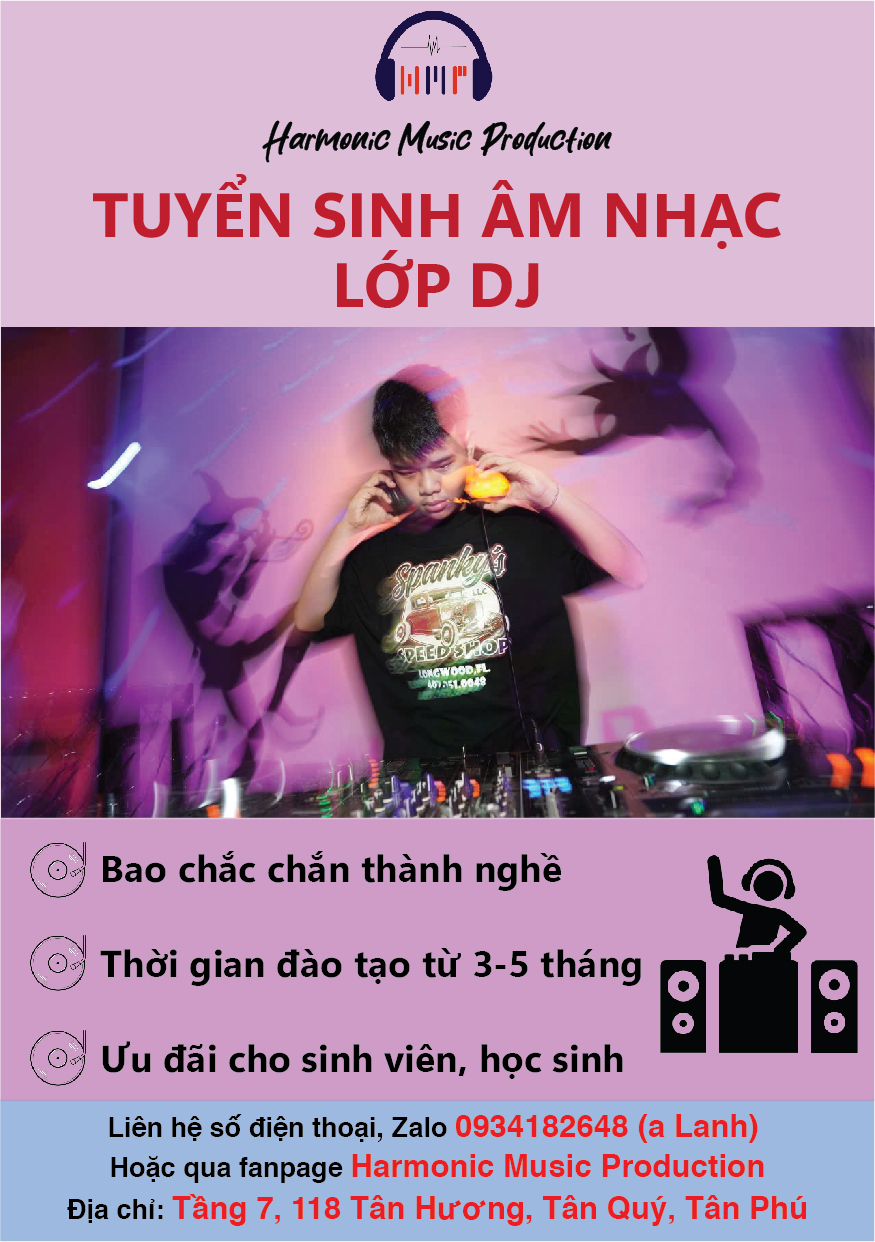 HMP
Harmonic Music Production
TUYỂN SINH ÂM NHẠC
LỚP DJ
Spanky's
LLC
SPEED SHOP
LONGWOOD, FL
Bao chắc chắn thành nghề
Thời gian đào tạo từ 3-5 tháng
Ưu đãi cho sinh viên, học sinh
Liên hệ số điện thoại, Zalo 0934182648 (a Lanh)
Hoặc qua fanpage Harmonic Music Production
Địa chỉ: Tầng 7, 118 Tân Hương, Tân Quý, Tân Phú